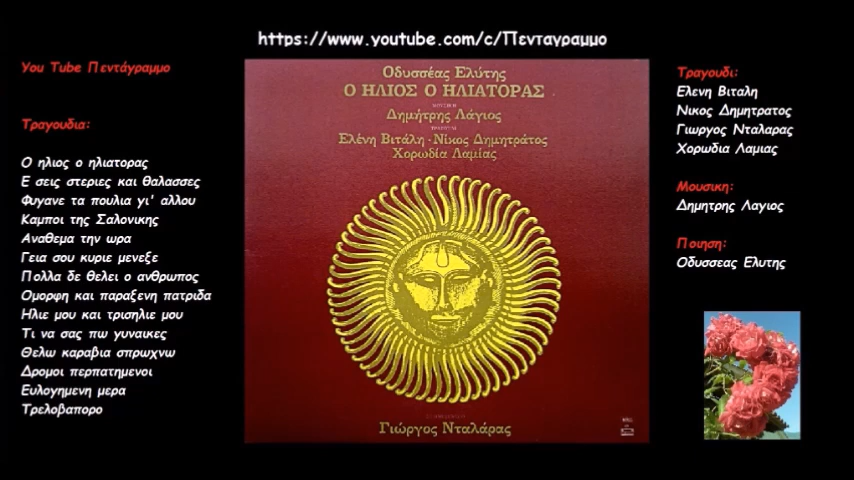 https://www.youtube.com/c/Πενταγραμμο
You Tube Πεντάγραμμο
Τραγουδια:
Ο ηλιος ο ηλιατορας
Ε σεις στεριες και θαλασσες
Φυγανε τα πουλια γι' αλλου
Καμποι της Σαλονικης
Αναθεμα την ωρα
Γεια σου κυριε μενεξε
Πολλα δε θελει ο ανθρωπος
Ομορφη και παραξενη πατριδα
Ηλιε μου και τρισηλιε μου
Τι να σας πω γυναικες
Θελω καραβια σπρωχνω
Δρομοι περπατημενοι
Ευλογημενη μερα
Τρελοβαπορο
Οδυσσέας Ελύτης
Ο ΗΛΙΟΣ Ο ΗΛΙΑΤΟΡΑΣ
Δημήτρης Λάγιος
Ελένη Βιτάλη · Νίκος Δημητράτος
Χορωδία Λαμίας
Γιώργος Νταλάρας
Τραγουδι:
Ελενη Βιταλη
Νικος Δημητρατος
Γιωργος Νταλαρας
Χορωδια Λαμιας
Μουσικη:
Δημητρης Λαγιος
Ποιηση:
Οδυσσεας Ελυτης